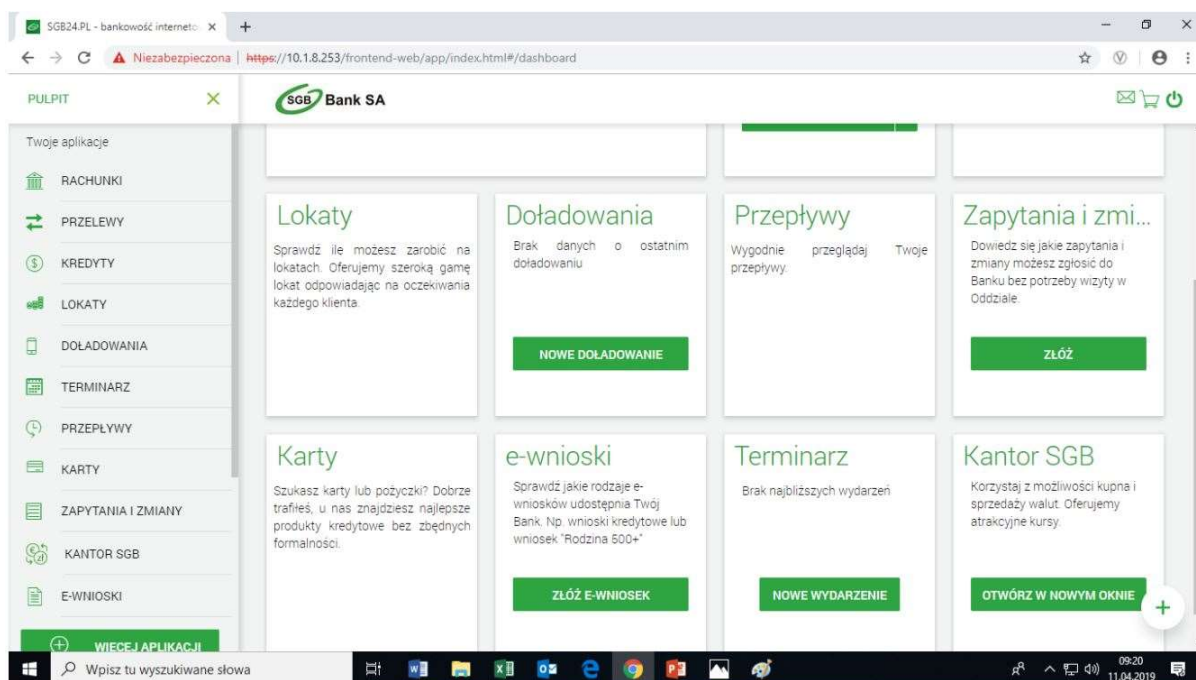 SGB24.PL - bankowość interneto
Niezabezpieczona | https://10.1.8.253/frontend-web/app/index.html#/dashboard
PULPIT
SGB Bank SA
Twoje aplikacje
RACHUNKI
PRZELEWY
KREDYTY
LOKATY
DOŁADOWANIA
TERMINARZ
PRZEPŁYWY
KARTY
ZAPYTANIA I ZMIANY
KANTOR SGB
E-WNIOSKI
WIĘCEJ APLIKACJI
Lokaty
Sprawdź ile możesz zarobić na
lokatach. Oferujemy szeroką gamę
lokat odpowiadając na oczekiwania
każdego klienta.
Doładowania
Brak danych o ostatnim
doładowaniu
NOWE DOŁADOWANIE
Przepływy
Wygodnie przeglądaj Twoje
przepływy.
Zapytania i zmi...
Dowiedz się jakie zapytania i
zmiany możesz zgłosić do
Banku bez potrzeby wizyty w
Oddziale.
ZŁÓŻ
Karty
Szukasz karty lub pożyczki? Dobrze
trafiłeś, u nas znajdziesz najlepsze
produkty kredytowe bez zbędnych
formalności.
e-wnioski
Sprawdź jakie rodzaje e-
wniosków udostępnia Twój
Bank. Np. wnioski kredytowe lub
wniosek "Rodzina 500+"
ZŁÓŻ E-WNIOSEK
Terminarz
Brak najbliższych wydarzeń
NOWE WYDARZENIE
Kantor SGB
Korzystaj z możliwości kupna i
sprzedaży walut. Oferujemy
atrakcyjne kursy.
OTWÓRZ W NOWYM OKNIE
Wpisz tu wyszukiwane słowa
09:20
11.04.2019